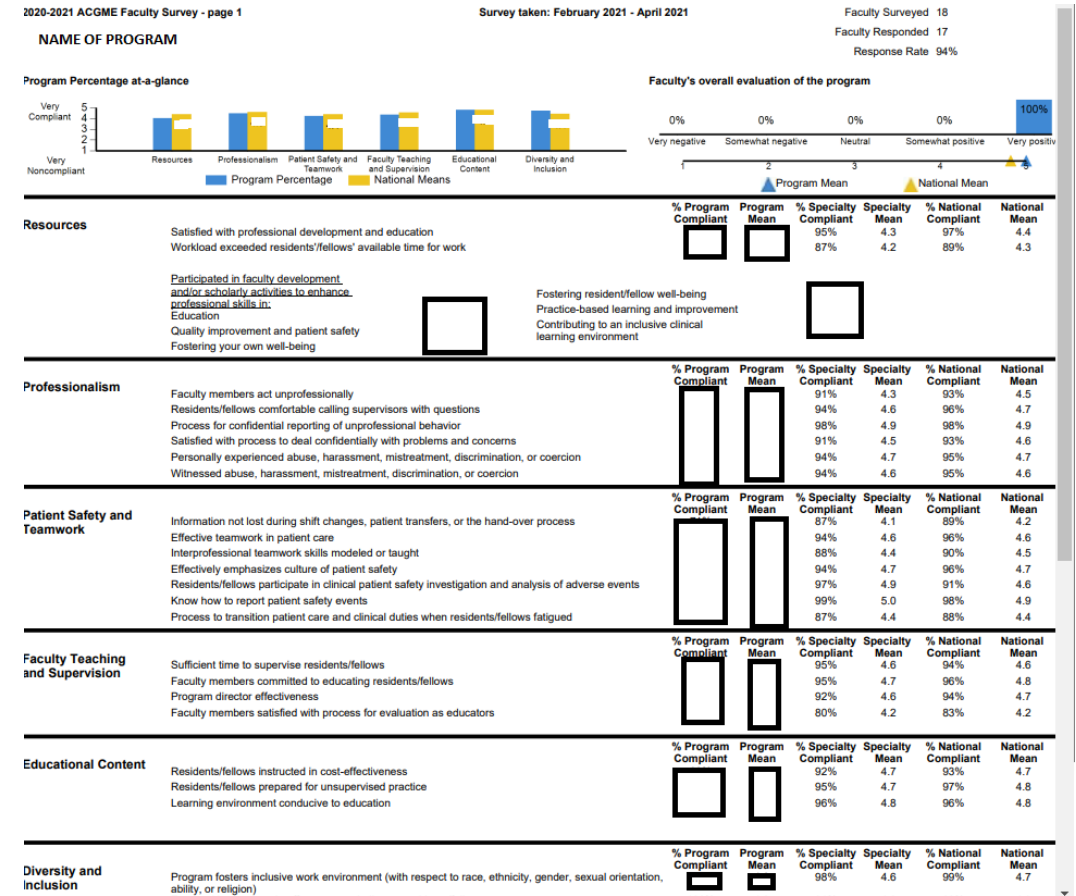 2020-2021 ACGME Faculty Survey - page 1
Survey taken: February 2021 - April 2021
Faculty Surveyed 18
Faculty Responded 17
Response Rate 94%
NAME OF PROGRAM
Program Percentage at-a-glance
Very Compliant
5
4
3
2
1
Very Noncompliant
Resources Professionalism Patient Safety and Teamwork Faculty Teaching and Supervision Educational Content Diversity and Inclusion
Program Percentage National Means
Faculty's overall evaluation of the program
0% 0% 0% 0% 100%
Very negative Somewhat negative Neutral Somewhat positive Very positiv
1 2 3 4 5
Program Mean National Mean
% Program Compliant Program Mean % Specialty Compliant Specialty Mean % National Compliant National Mean
Resources
Satisfied with professional development and education 95% 4.3 97% 4.4
Workload exceeded residents'/fellows' available time for work 87% 4.2 89% 4.3
Participated in faculty development
and/or scholarly activities to enhance
professional skills in:
Education
Quality improvement and patient safety
Fostering your own well-being
Fostering resident/fellow well-being
Practice-based learning and improvement
Contributing to an inclusive clinical
learning environment
% Program Compliant Program Mean % Specialty Compliant Specialty Mean % National Compliant National Mean
Professionalism
Faculty members act unprofessionally 91% 4.3 93% 4.5
Residents/fellows comfortable calling supervisors with questions 94% 4.6 96% 4.7
Process for confidential reporting of unprofessional behavior 98% 4.9 98% 4.9
Satisfied with process to deal confidentially with problems and concerns 91% 4.5 93% 4.6
Personally experienced abuse, harassment, mistreatment, discrimination, or coercion 94% 4.7 95% 4.7
Witnessed abuse, harassment, mistreatment, discrimination, or coercion 94% 4.6 95% 4.6
% Program Compliant Program Mean % Specialty Compliant Specialty Mean % National Compliant National Mean
Patient Safety and Teamwork
Information not lost during shift changes, patient transfers, or the hand-over process 87% 4.1 89% 4.2
Effective teamwork in patient care 94% 4.6 96% 4.6
Interprofessional teamwork skills modeled or taught 88% 4.4 90% 4.5
Effectively emphasizes culture of patient safety 94% 4.7 96% 4.7
Residents/fellows participate in clinical patient safety investigation and analysis of adverse events 97% 4.9 91% 4.6
Know how to report patient safety events 99% 5.0 98% 4.9
Process to transition patient care and clinical duties when residents/fellows fatigued 87% 4.4 88% 4.4
% Program Compliant Program Mean % Specialty Compliant Specialty Mean % National Compliant National Mean
Faculty Teaching and Supervision
Sufficient time to supervise residents/fellows 95% 4.6 94% 4.6
Faculty members committed to educating residents/fellows 95% 4.7 96% 4.8
Program director effectiveness 92% 4.6 94% 4.7
Faculty members satisfied with process for evaluation as educators 80% 4.2 83% 4.2
% Program Compliant Program Mean % Specialty Compliant Specialty Mean % National Compliant National Mean
Educational Content
Residents/fellows instructed in cost-effectiveness 92% 4.7 93% 4.7
Residents/fellows prepared for unsupervised practice 95% 4.7 97% 4.8
Learning environment conducive to education 96% 4.8 96% 4.8
% Program Compliant Program Mean % Specialty Compliant Specialty Mean % National Compliant National Mean
Diversity and Inclusion
Program fosters inclusive work environment (with respect to race, ethnicity, gender, sexual orientation, 98% 4.6 99% 4.7
ability, or religion)